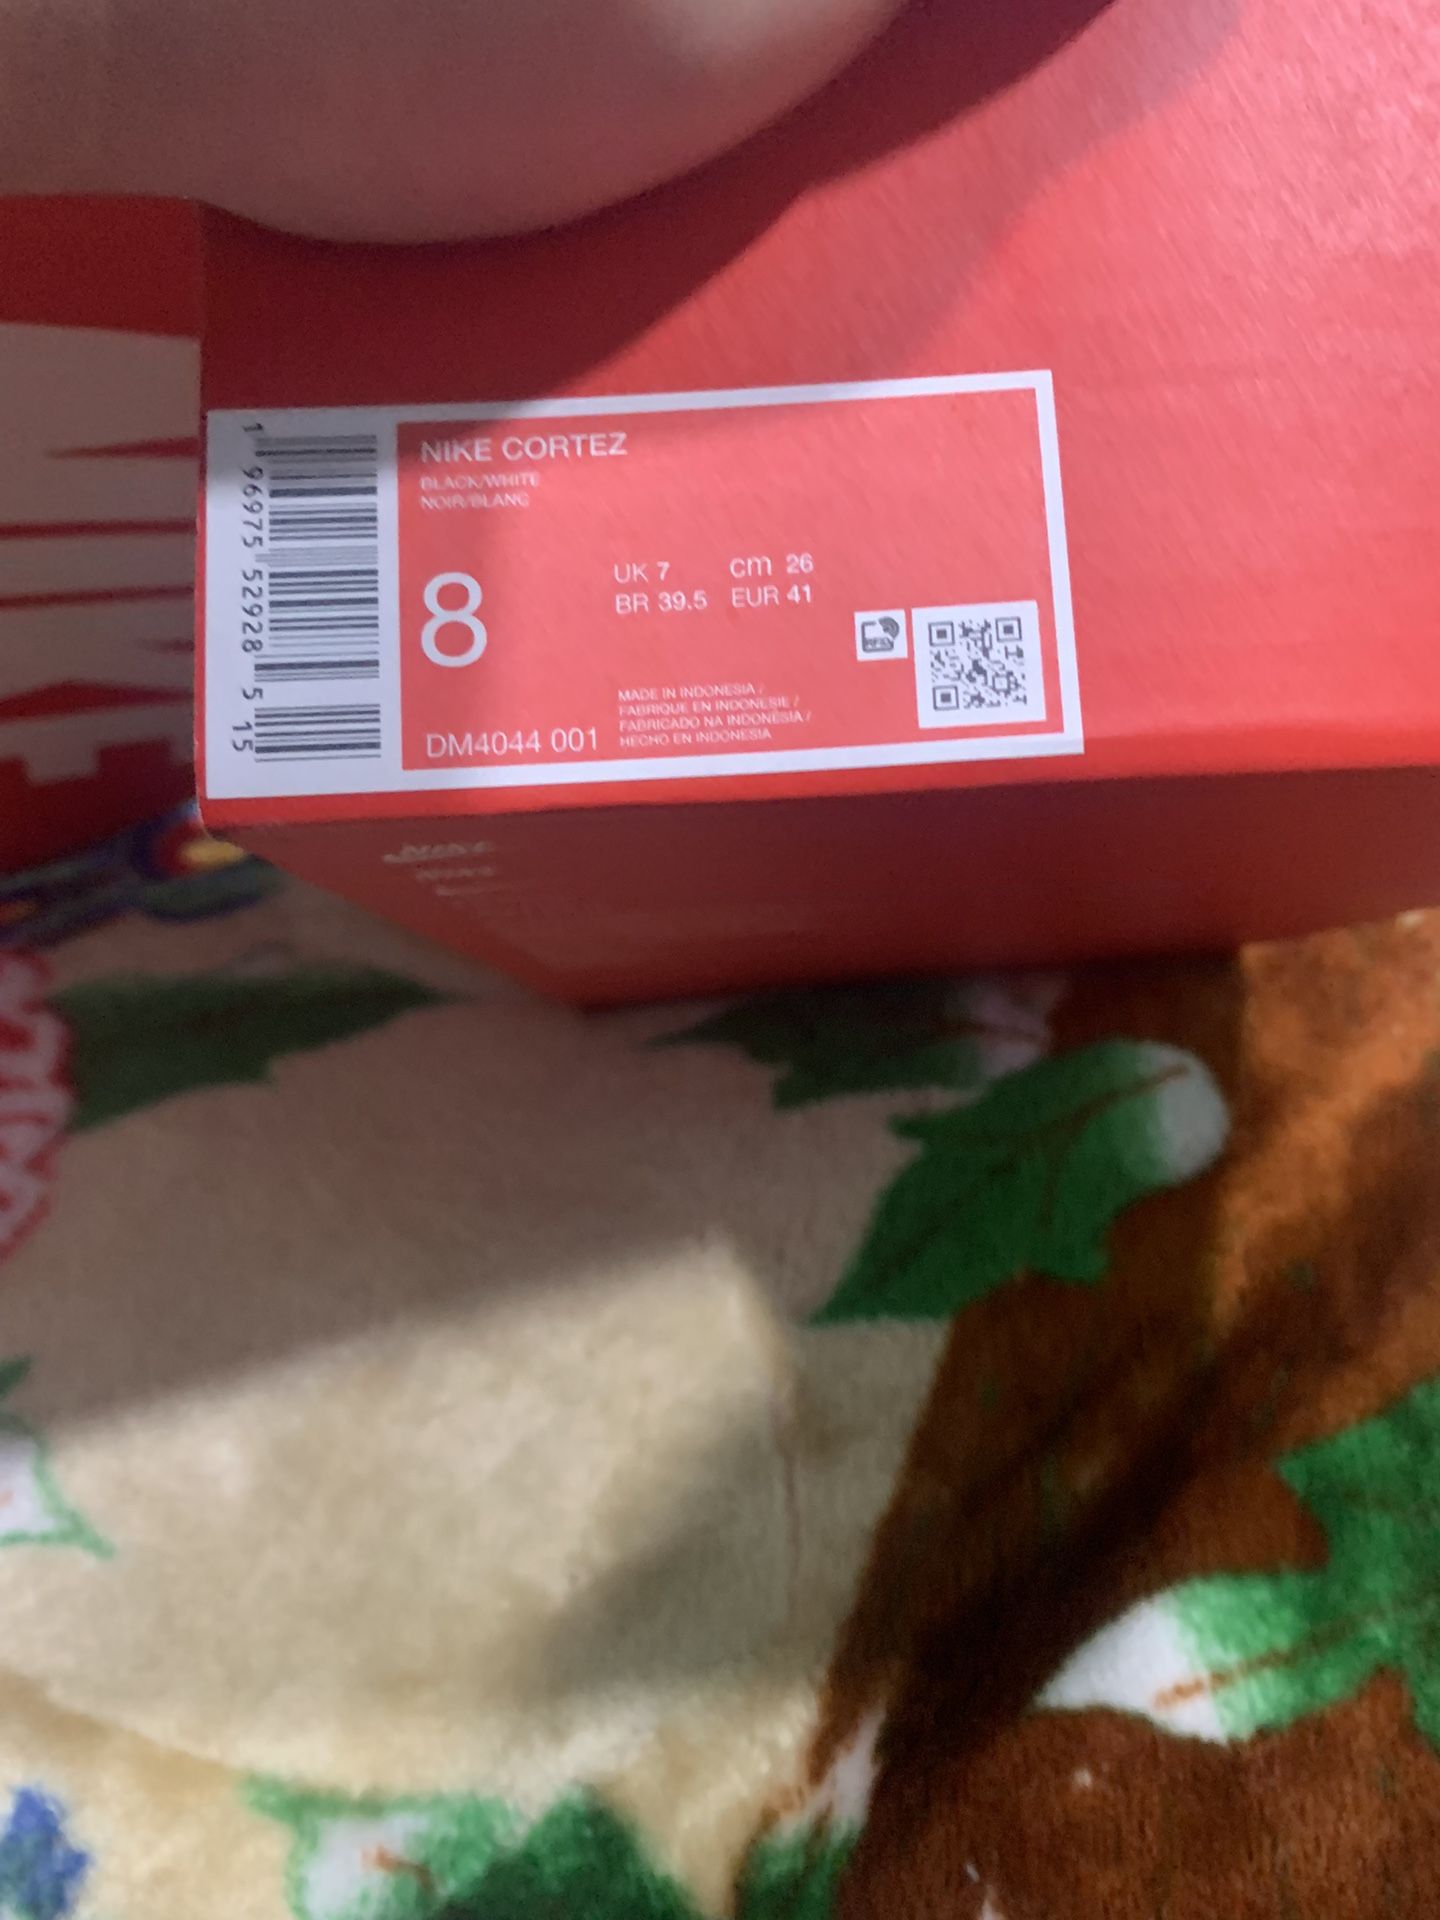 1 96975 52928 5 15
NIKE CORTEZ
BLACK/WHITE
NOIR/BLANC
8
UK 7 cm 26
BR 39.5 EUR 41
DM4044 001
MADE IN INDONESIA /
FABRIQUE EN INDONESIE /
FABRICADO NA INDONÉSIA /
HECHO EN INDONESIA